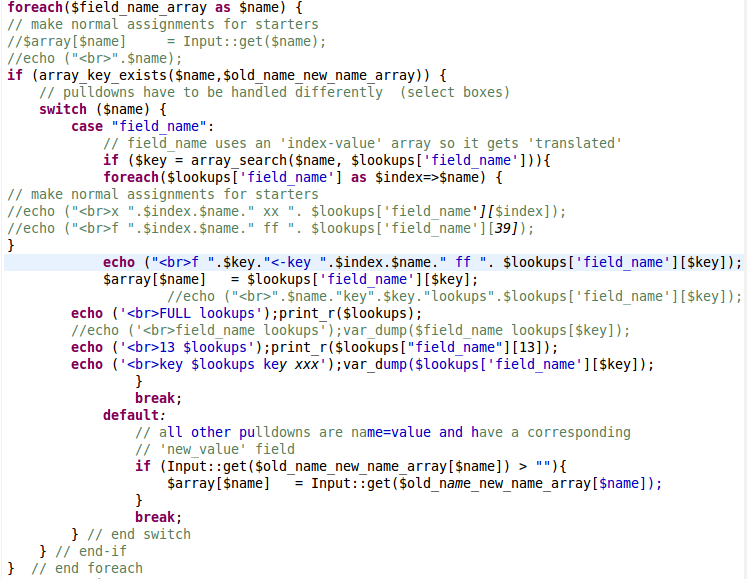 foreach($field_name_array as $name) {
// make normal assignments for starters
//$array[$name]     = Input::get($name);
//echo ("<br>".$name);
if (array_key_exists($name,$old_name_new_name_array)) {
    // pulldowns have to be handled differently  (select boxes)
    switch ($name) {
        case "field_name":
            // field_name uses an 'index-value' array so it gets 'translated'
            if ($key = array_search($name, $lookups['field_name'])){
            foreach($lookups['field_name'] as $index=>$name) {
// make normal assignments for starters
//echo ("<br>x ".$index.$name." xx ". $lookups['field_name'][$index]);
//echo ("<br>f ".$index.$name." ff ". $lookups['field_name'][39]);
}
            echo ("<br>f ".$key."<-key ".$index.$name." ff ". $lookups['field_name'][$key]);
            $array[$name]   = $lookups['field_name'][$key];
                    //echo ("<br>".$name."key".$key."lookups".$lookups['field_name'][$key]);
        echo ('<br>FULL lookups');print_r($lookups);
        //echo ('<br>field_name lookups');var_dump($field_name lookups[$key]);
        echo ('<br>13 $lookups');print_r($lookups["field_name"][13]);
        echo ('<br>key $lookups key xxx');var_dump($lookups['field_name'][$key]);
                }
                break;
            default:
                // all other pulldowns are name=value and have a corresponding
                // 'new_value' field
                if (Input::get($old_name_new_name_array[$name]) > ""){
                    $array[$name]   = Input::get($old_name_new_name_array[$name]);
                }
                break;
        } // end switch
    } // end-if
}  // end foreach